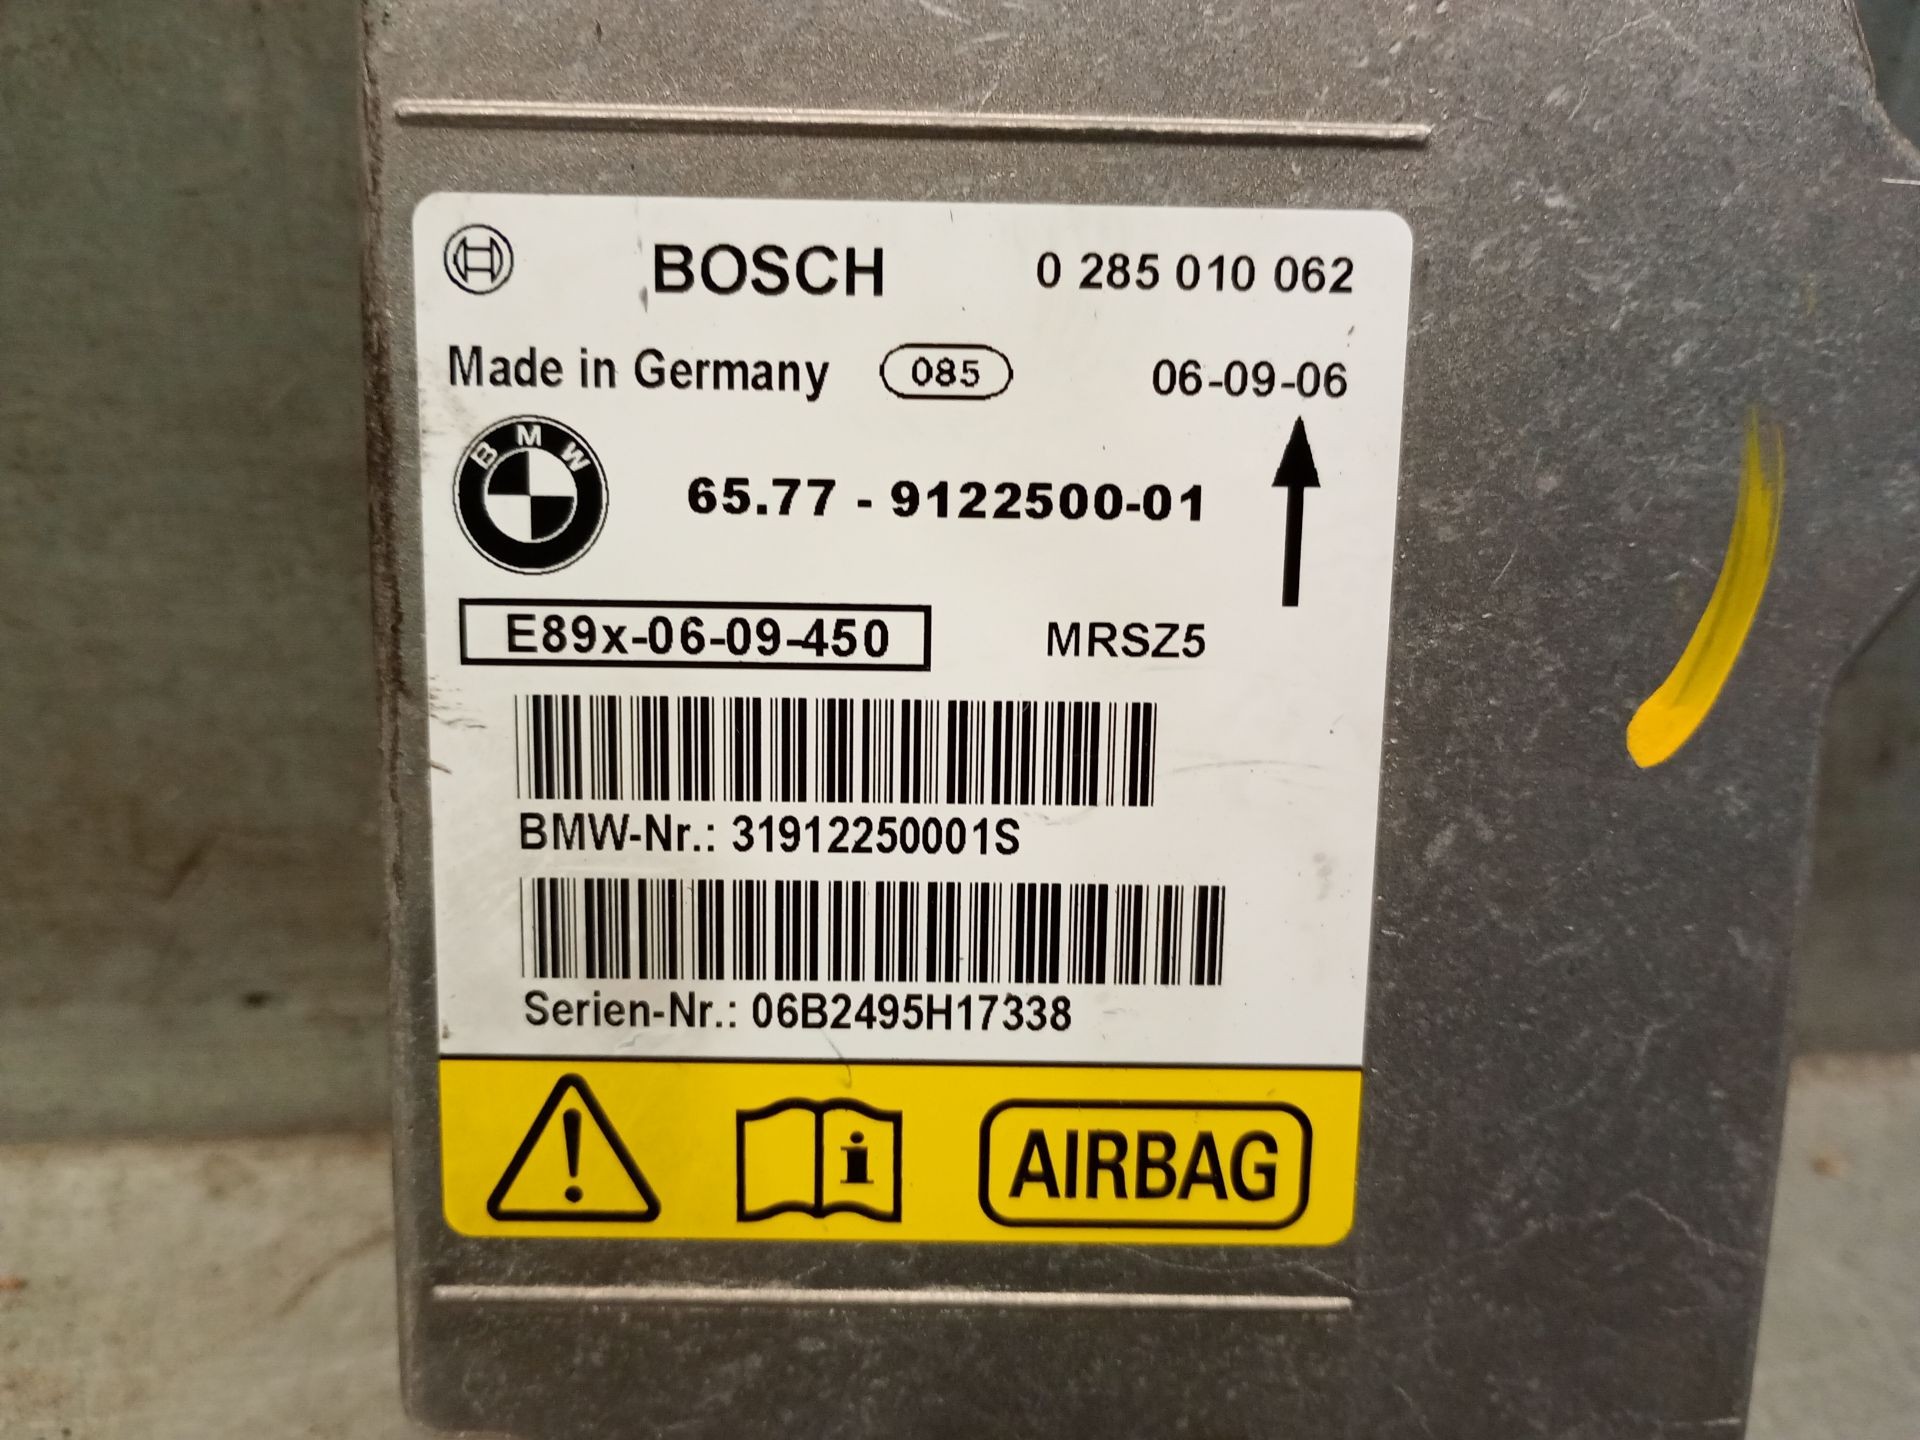 BOSCH 0 285 010 062
Made in Germany 085 06-09-06
BMW 65.77 - 9122500-01
E89x-06-09-450 MRSZ5
BMW-Nr.: 31912250001S
Serien-Nr.: 06B2495H17338
! i AIRBAG